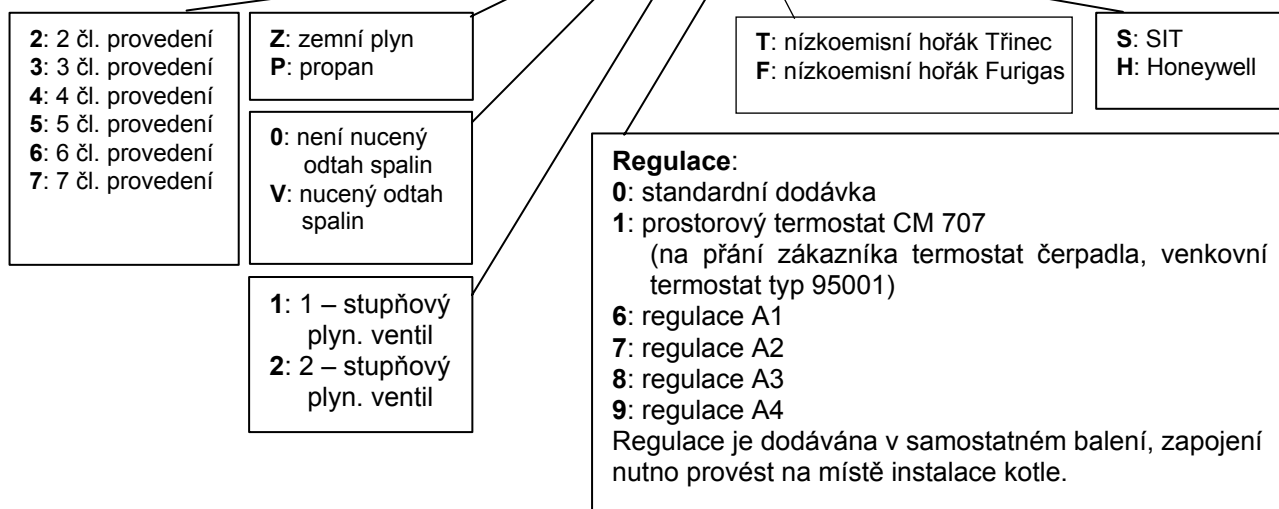 2: 2 čl. provedení
3: 3 čl. provedení
4: 4 čl. provedení
5: 5 čl. provedení
6: 6 čl. provedení
7: 7 čl. provedení
Z: zemní plyn
P: propan
0: není nucený
odtah spalin
V: nucený odtah
spalin
1: 1 – stupňový
plyn. ventil
2: 2 – stupňový
plyn. ventil
T: nízkoemisní hořák Třinec
F: nízkoemisní hořák Furigas
S: SIT
H: Honeywell
Regulace:
0: standardní dodávka
1: prostorový termostat CM 707
(na přání zákazníka termostat čerpadla, venkovní
termostat typ 95001)
6: regulace A1
7: regulace A2
8: regulace A3
9: regulace A4
Regulace je dodávána v samostatném balení, zapojení
nutno provést na místě instalace kotle.